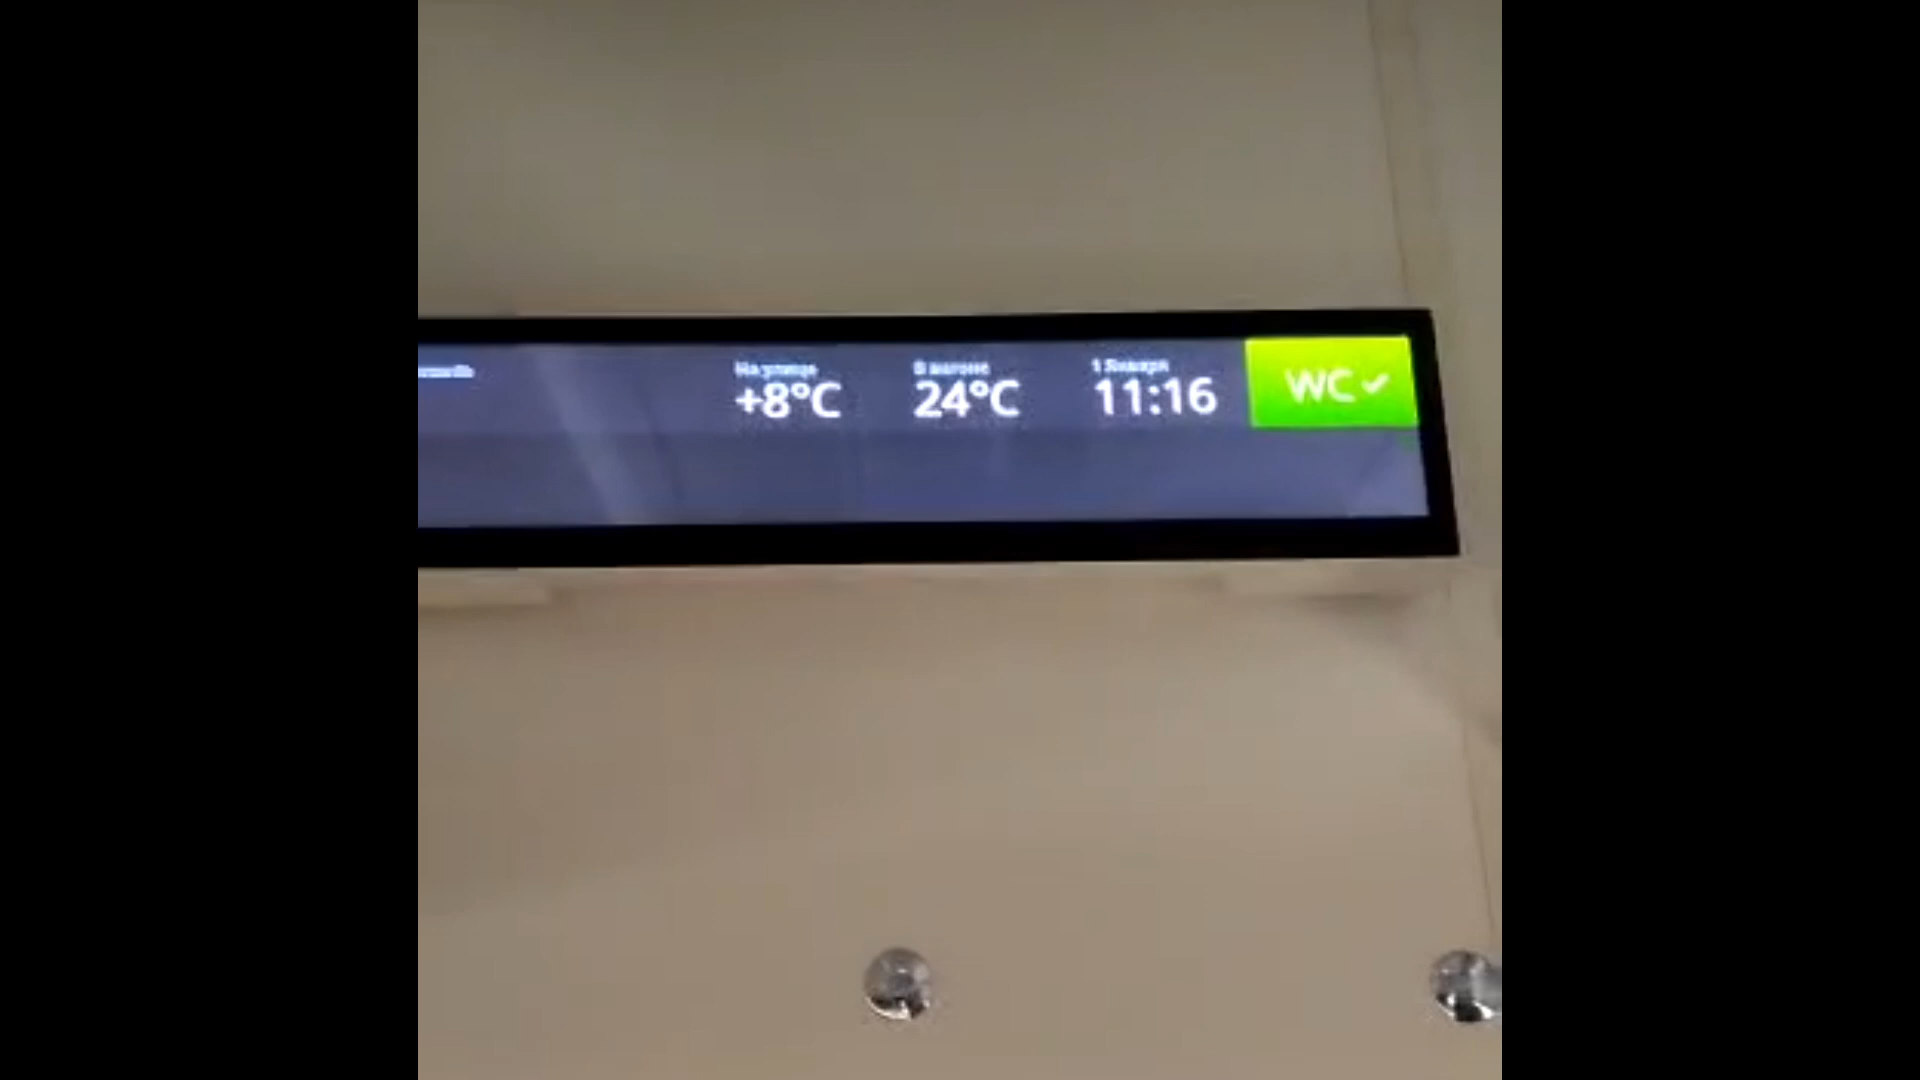 На улице
+8°C
В вагоне
24°C
1 Января
11:16
WC✓